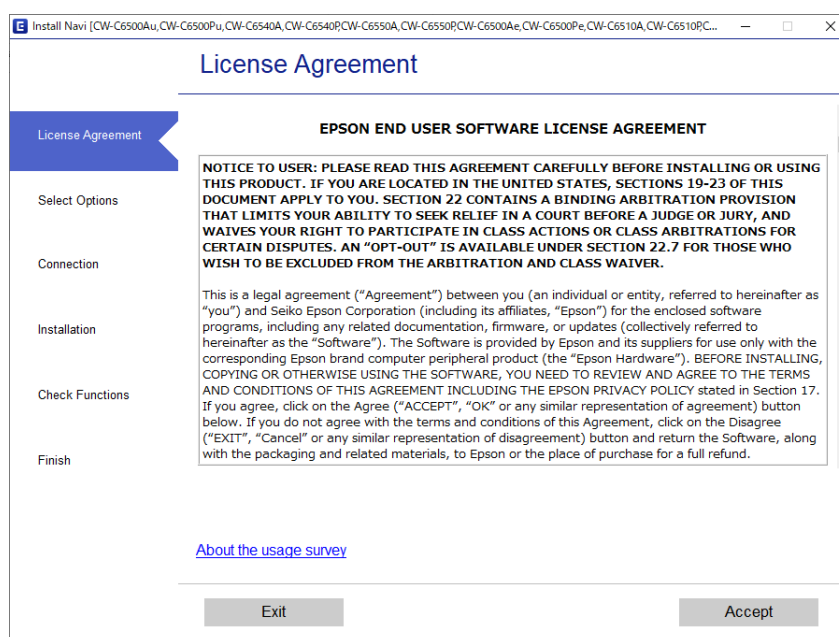 E Install Navi [CW-C6500Au,CW-C6500Pu,CW-C6540A,CW-C6540P,CW-C6550A,CW-C6550P,CW-C6500Ae,CW-C6500Pe,CW-C6510A,CW-C6510P,C...
License Agreement
License Agreement
Select Options
Connection
Installation
Check Functions
Finish
EPSON END USER SOFTWARE LICENSE AGREEMENT
NOTICE TO USER: PLEASE READ THIS AGREEMENT CAREFULLY BEFORE INSTALLING OR USING
THIS PRODUCT. IF YOU ARE LOCATED IN THE UNITED STATES, SECTIONS 19-23 OF THIS
DOCUMENT APPLY TO YOU. SECTION 22 CONTAINS A BINDING ARBITRATION PROVISION
THAT LIMITS YOUR ABILITY TO SEEK RELIEF IN A COURT BEFORE A JUDGE OR JURY, AND
WAIVES YOUR RIGHT TO PARTICIPATE IN CLASS ACTIONS OR CLASS ARBITRATIONS FOR
CERTAIN DISPUTES. AN “OPT-OUT” IS AVAILABLE UNDER SECTION 22.7 FOR THOSE WHO
WISH TO BE EXCLUDED FROM THE ARBITRATION AND CLASS WAIVER.
This is a legal agreement (“Agreement”) between you (an individual or entity, referred to hereinafter as
“you”) and Seiko Epson Corporation (including its affiliates, “Epson”) for the enclosed software
programs, including any related documentation, firmware, or updates (collectively referred to
hereinafter as the “Software”). The Software is provided by Epson and its suppliers for use only with the
corresponding Epson brand computer peripheral product (the “Epson Hardware”). BEFORE INSTALLING,
COPYING OR OTHERWISE USING THE SOFTWARE, YOU NEED TO REVIEW AND AGREE TO THE TERMS
AND CONDITIONS OF THIS AGREEMENT INCLUDING THE EPSON PRIVACY POLICY stated in Section 17.
If you agree, click on the Agree (“ACCEPT”, “OK” or any similar representation of agreement) button
below. If you do not agree with the terms and conditions of this Agreement, click on the Disagree
(“EXIT”, “Cancel” or any similar representation of disagreement) button and return the Software, along
with the packaging and related materials, to Epson or the place of purchase for a full refund.
About the usage survey
Exit
Accept